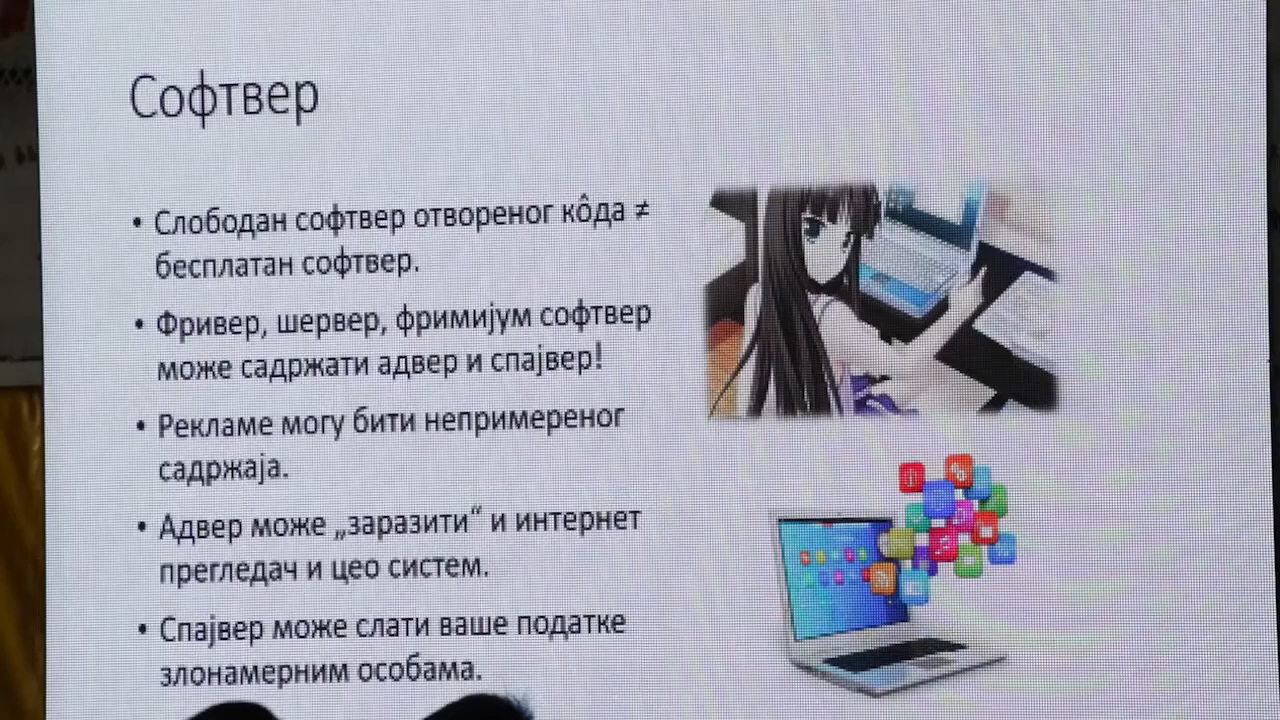 Софтвер
• Слободан софтвер отвореног кôда ≠
бесплатан софтвер.
• Фривер, шервер, фримијум софтвер
може садржати адвер и спајвер!
• Рекламе могу бити непримереног
садржаја.
• Адвер може „заразити“ и интернет
прегледач и цео систем.
• Спајвер може слати ваше податке
злонамерним особама.